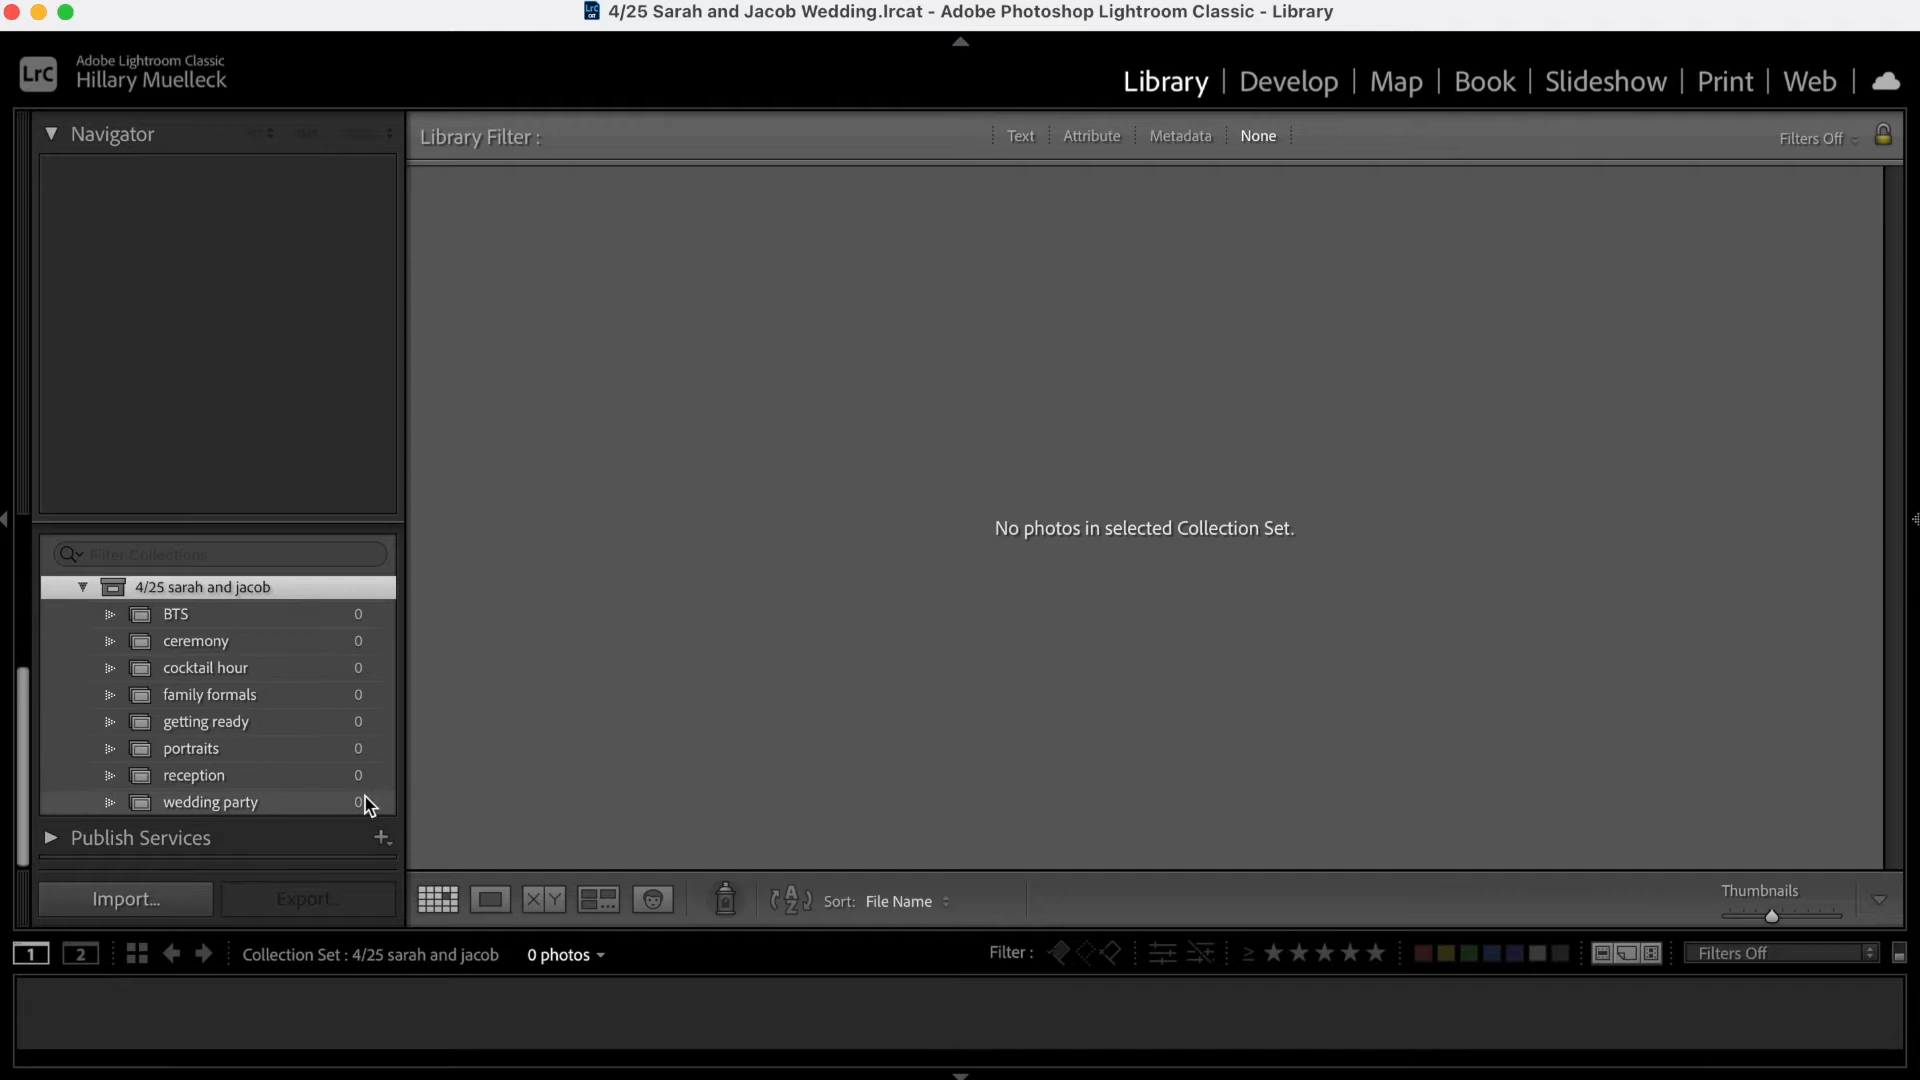 4/25 Sarah and Jacob Wedding.lrcat - Adobe Photoshop Lightroom Classic - Library
LrC
Adobe Lightroom Classic
Hillary Muelleck
Library | Develop | Map | Book | Slideshow | Print | Web
Navigator
Library Filter :
Text
Attribute
Metadata
None
Filters Off
Filter Collections
4/25 sarah and jacob
BTS 0
ceremony 0
cocktail hour 0
family formals 0
getting ready 0
portraits 0
reception 0
wedding party 0
Publish Services
No photos in selected Collection Set.
Import...
Export...
XY
Sort: File Name
Thumbnails
1
2
Collection Set : 4/25 sarah and jacob
0 photos
Filter :
≥
Filters Off